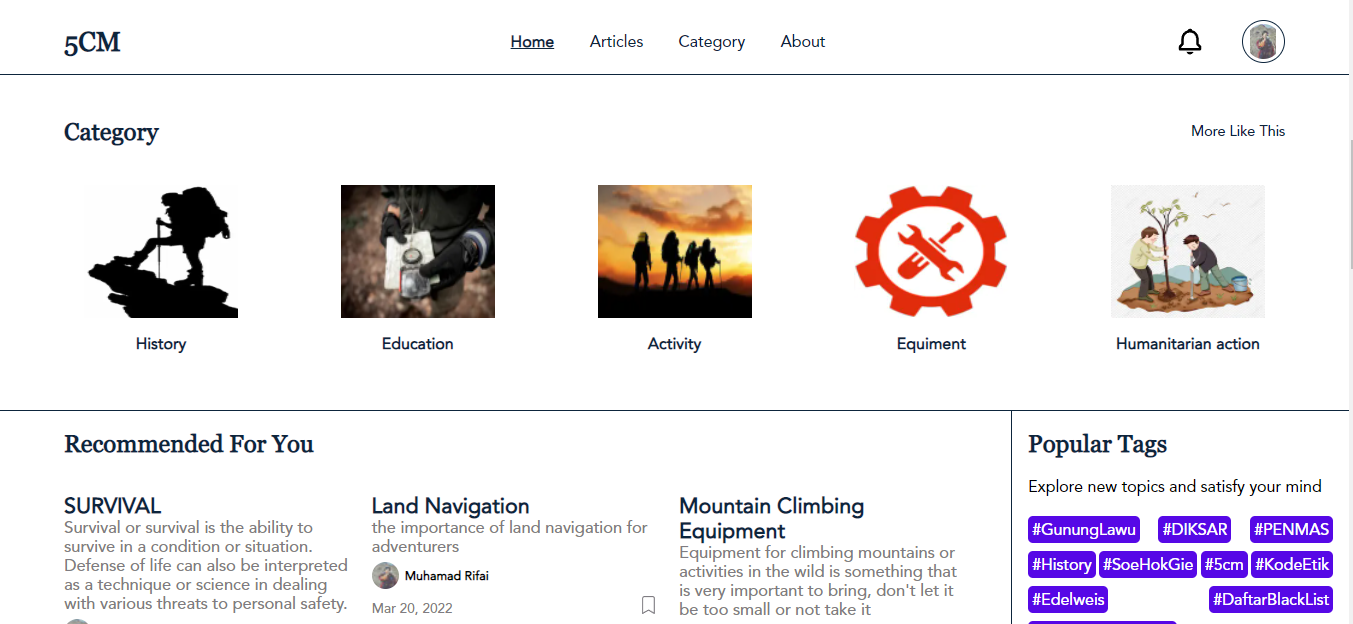 5CM
Home Articles Category About
Category
More Like This
History
Education
Activity
Equiment
Humanitarian action
Recommended For You
SURVIVAL
Survival or survival is the ability to
survive in a condition or situation.
Defense of life can also be interpreted
as a technique or science in dealing
with various threats to personal safety.
Land Navigation
the importance of land navigation for
adventurers
Muhamad Rifai
Mar 20, 2022
Mountain Climbing
Equipment
Equipment for climbing mountains or
activities in the wild is something that
is very important to bring, don't let it
be too small or not take it
Popular Tags
Explore new topics and satisfy your mind
#GunungLawu #DIKSAR #PENMAS
#History #SoeHokGie #5cm #KodeEtik
#Edelweis #DaftarBlackList